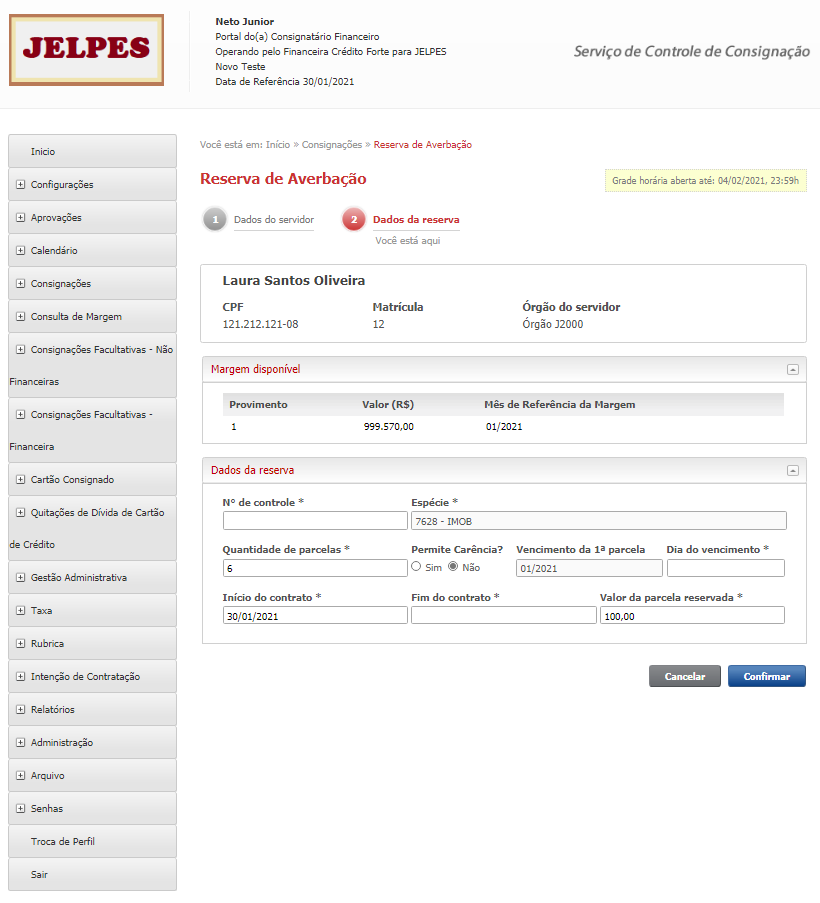 JELPES
Neto Junior
Portal do(a) Consignatário Financeiro
Operando pelo Financeira Crédito Forte para JELPES
Novo Teste
Data de Referência 30/01/2021
Serviço de Controle de Consignação
Inicio
Configurações
Aprovações
Calendário
Consignações
Consulta de Margem
Consignações Facultativas - Não
Financeiras
Consignações Facultativas -
Financeira
Cartão Consignado
Quitações de Dívida de Cartão
de Crédito
Gestão Administrativa
Taxa
Rubrica
Intenção de Contratação
Relatórios
Administração
Arquivo
Senhas
Troca de Perfil
Sair
Você está em: Início » Consignações » Reserva de Averbação
Reserva de Averbação
Grade horária aberta até: 04/02/2021, 23:59h
1 Dados do servidor 2 Dados da reserva
Você está aqui
Laura Santos Oliveira
CPF Matrícula Órgão do servidor
121.212.121-08 12 Órgão J2000
Margem disponível
Provimento Valor (R$) Mês de Referência da Margem
1 999.570,00 01/2021
Dados da reserva
N° de controle * Espécie *
7628 - IMOB
Quantidade de parcelas * Permite Carência? Vencimento da 1ª parcela Dia do vencimento *
6 Sim Não 01/2021
Início do contrato * Fim do contrato * Valor da parcela reservada *
30/01/2021 100,00
Cancelar Confirmar